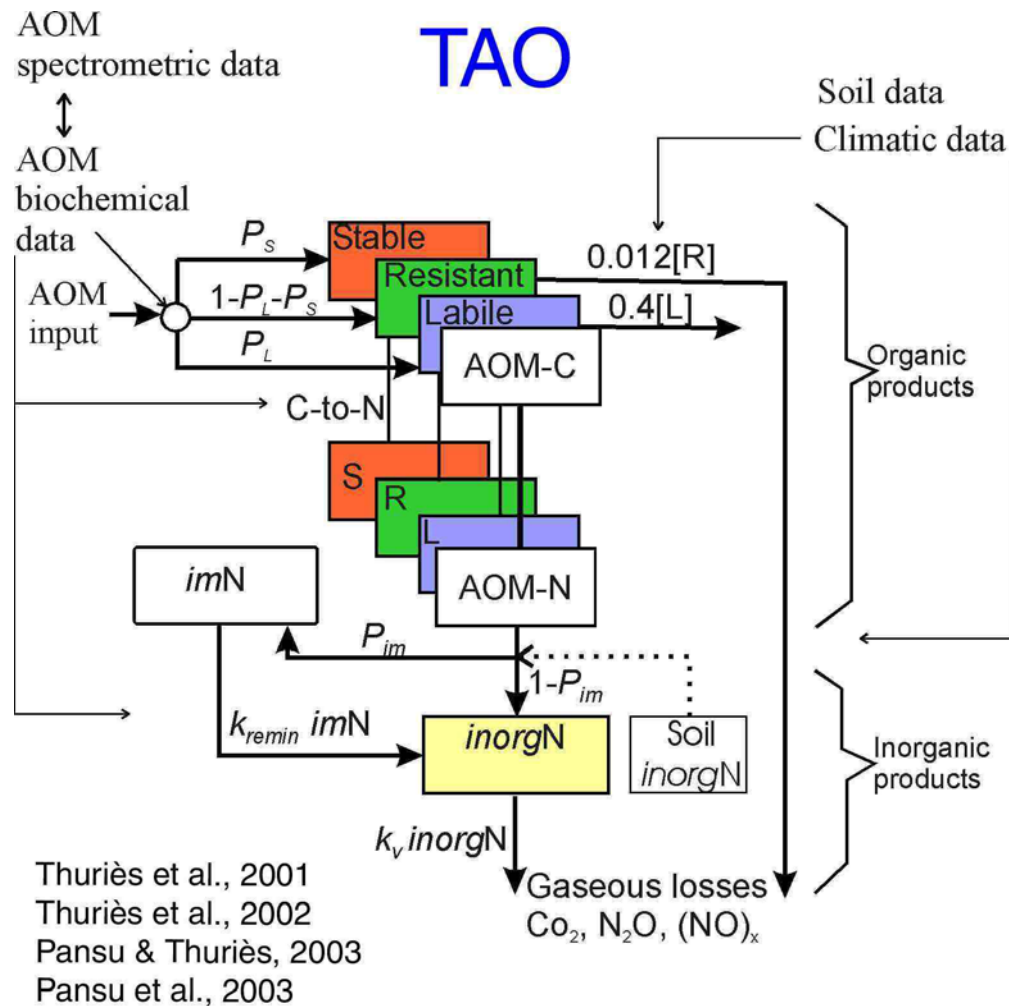 TAO
AOM
spectrometric data
AOM
biochemical
data
AOM
input
Soil data
Climatic data
P_S
1-P_L-P_S
P_L
Stable
Resistant
Labile
AOM-C
0.012[R]
0.4[L]
Organic
products
C-to-N
S
R
L
AOM-N
imN
P_im
1-P_im
k_remin imN
inorgN
Soil
inorgN
Inorganic
products
k_v inorgN
Gaseous losses
Co₂, N₂O, (NO)ₓ
Thuriès et al., 2001
Thuriès et al., 2002
Pansu & Thuriès, 2003
Pansu et al., 2003